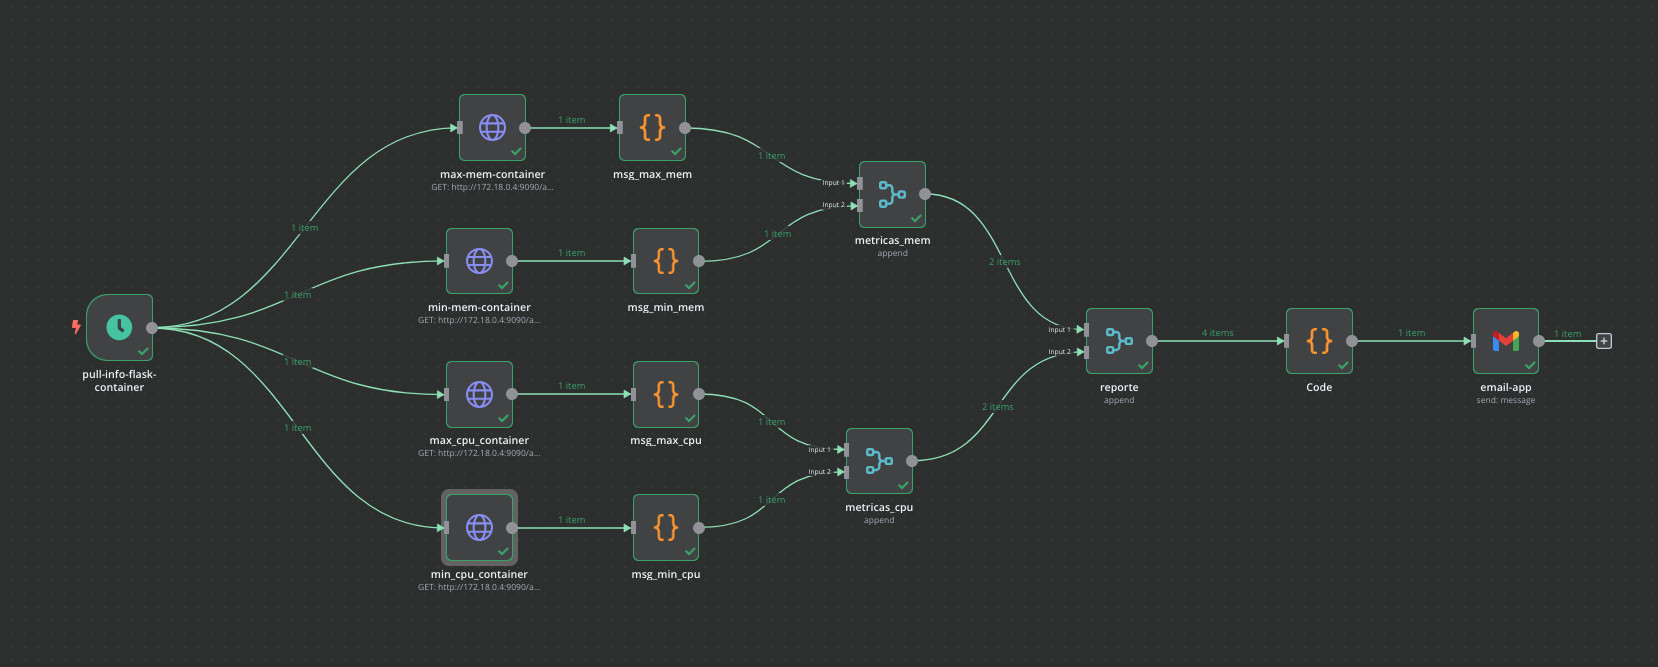 1 item
max-mem-container
GET: http://172.18.0.4:9090/a...
1 item
msg_max_mem
1 item
Input 1
Input 2
metricas_mem
append
1 item
min-mem-container
GET: http://172.18.0.4:9090/a...
1 item
msg_min_mem
1 item
2 items
pull-info-flask-
container
1 item
max_cpu_container
GET: http://172.18.0.4:9090/a...
1 item
msg_max_cpu
1 item
Input 1
Input 2
metricas_cpu
append
1 item
min_cpu_container
GET: http://172.18.0.4:9090/a...
1 item
msg_min_cpu
1 item
2 items
Input 1
Input 2
reporte
append
4 items
Code
1 item
email-app
send: message
1 item